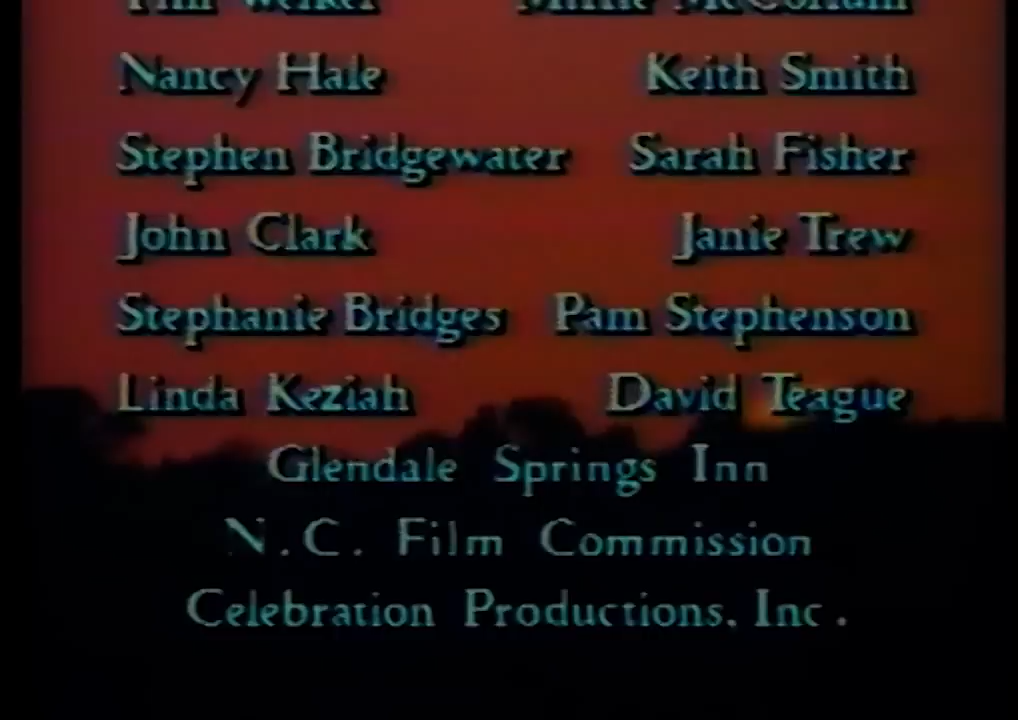 Nancy Hale Keith Smith
Stephen Bridgewater Sarah Fisher
John Clark Janie Trew
Stephanie Bridges Pam Stephenson
Linda Keziah David Teague
Glendale Springs Inn
N.C. Film Commission
Celebration Productions, Inc.